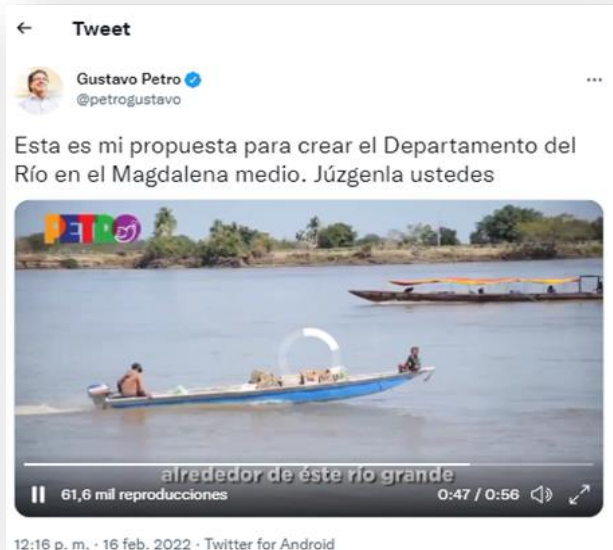 Tweet
Gustavo Petro
@petrogustavo
Esta es mi propuesta para crear el Departamento del
Río en el Magdalena medio. Júzgenla ustedes
PETRO
alrededor de éste río grande
61,6 mil reproducciones
0:47 / 0:56
12:16 p. m. · 16 feb. 2022 · Twitter for Android